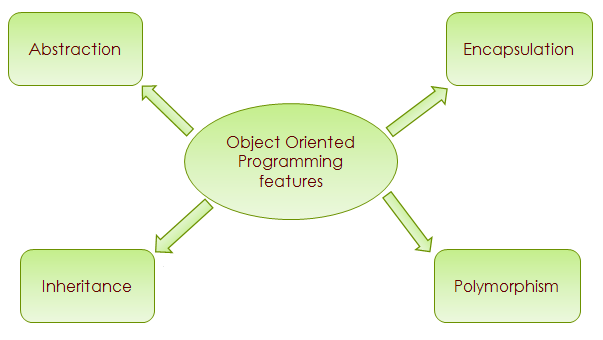 Abstraction
Encapsulation
Object Oriented
Programming
features
Inheritance
Polymorphism